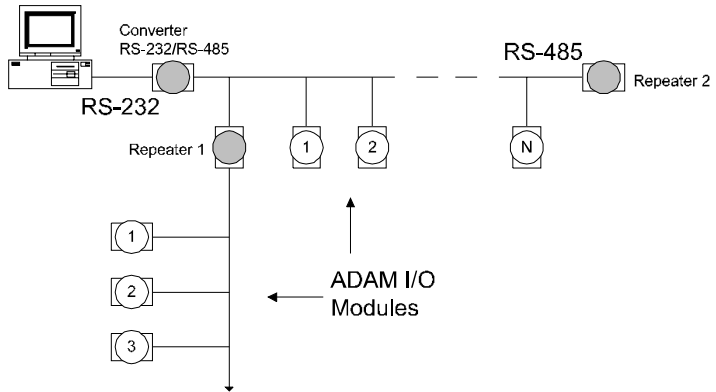 Converter
RS-232/RS-485
RS-485
Repeater 2
RS-232
Repeater 1
1
2
N
1
2
3
ADAM I/O
Modules